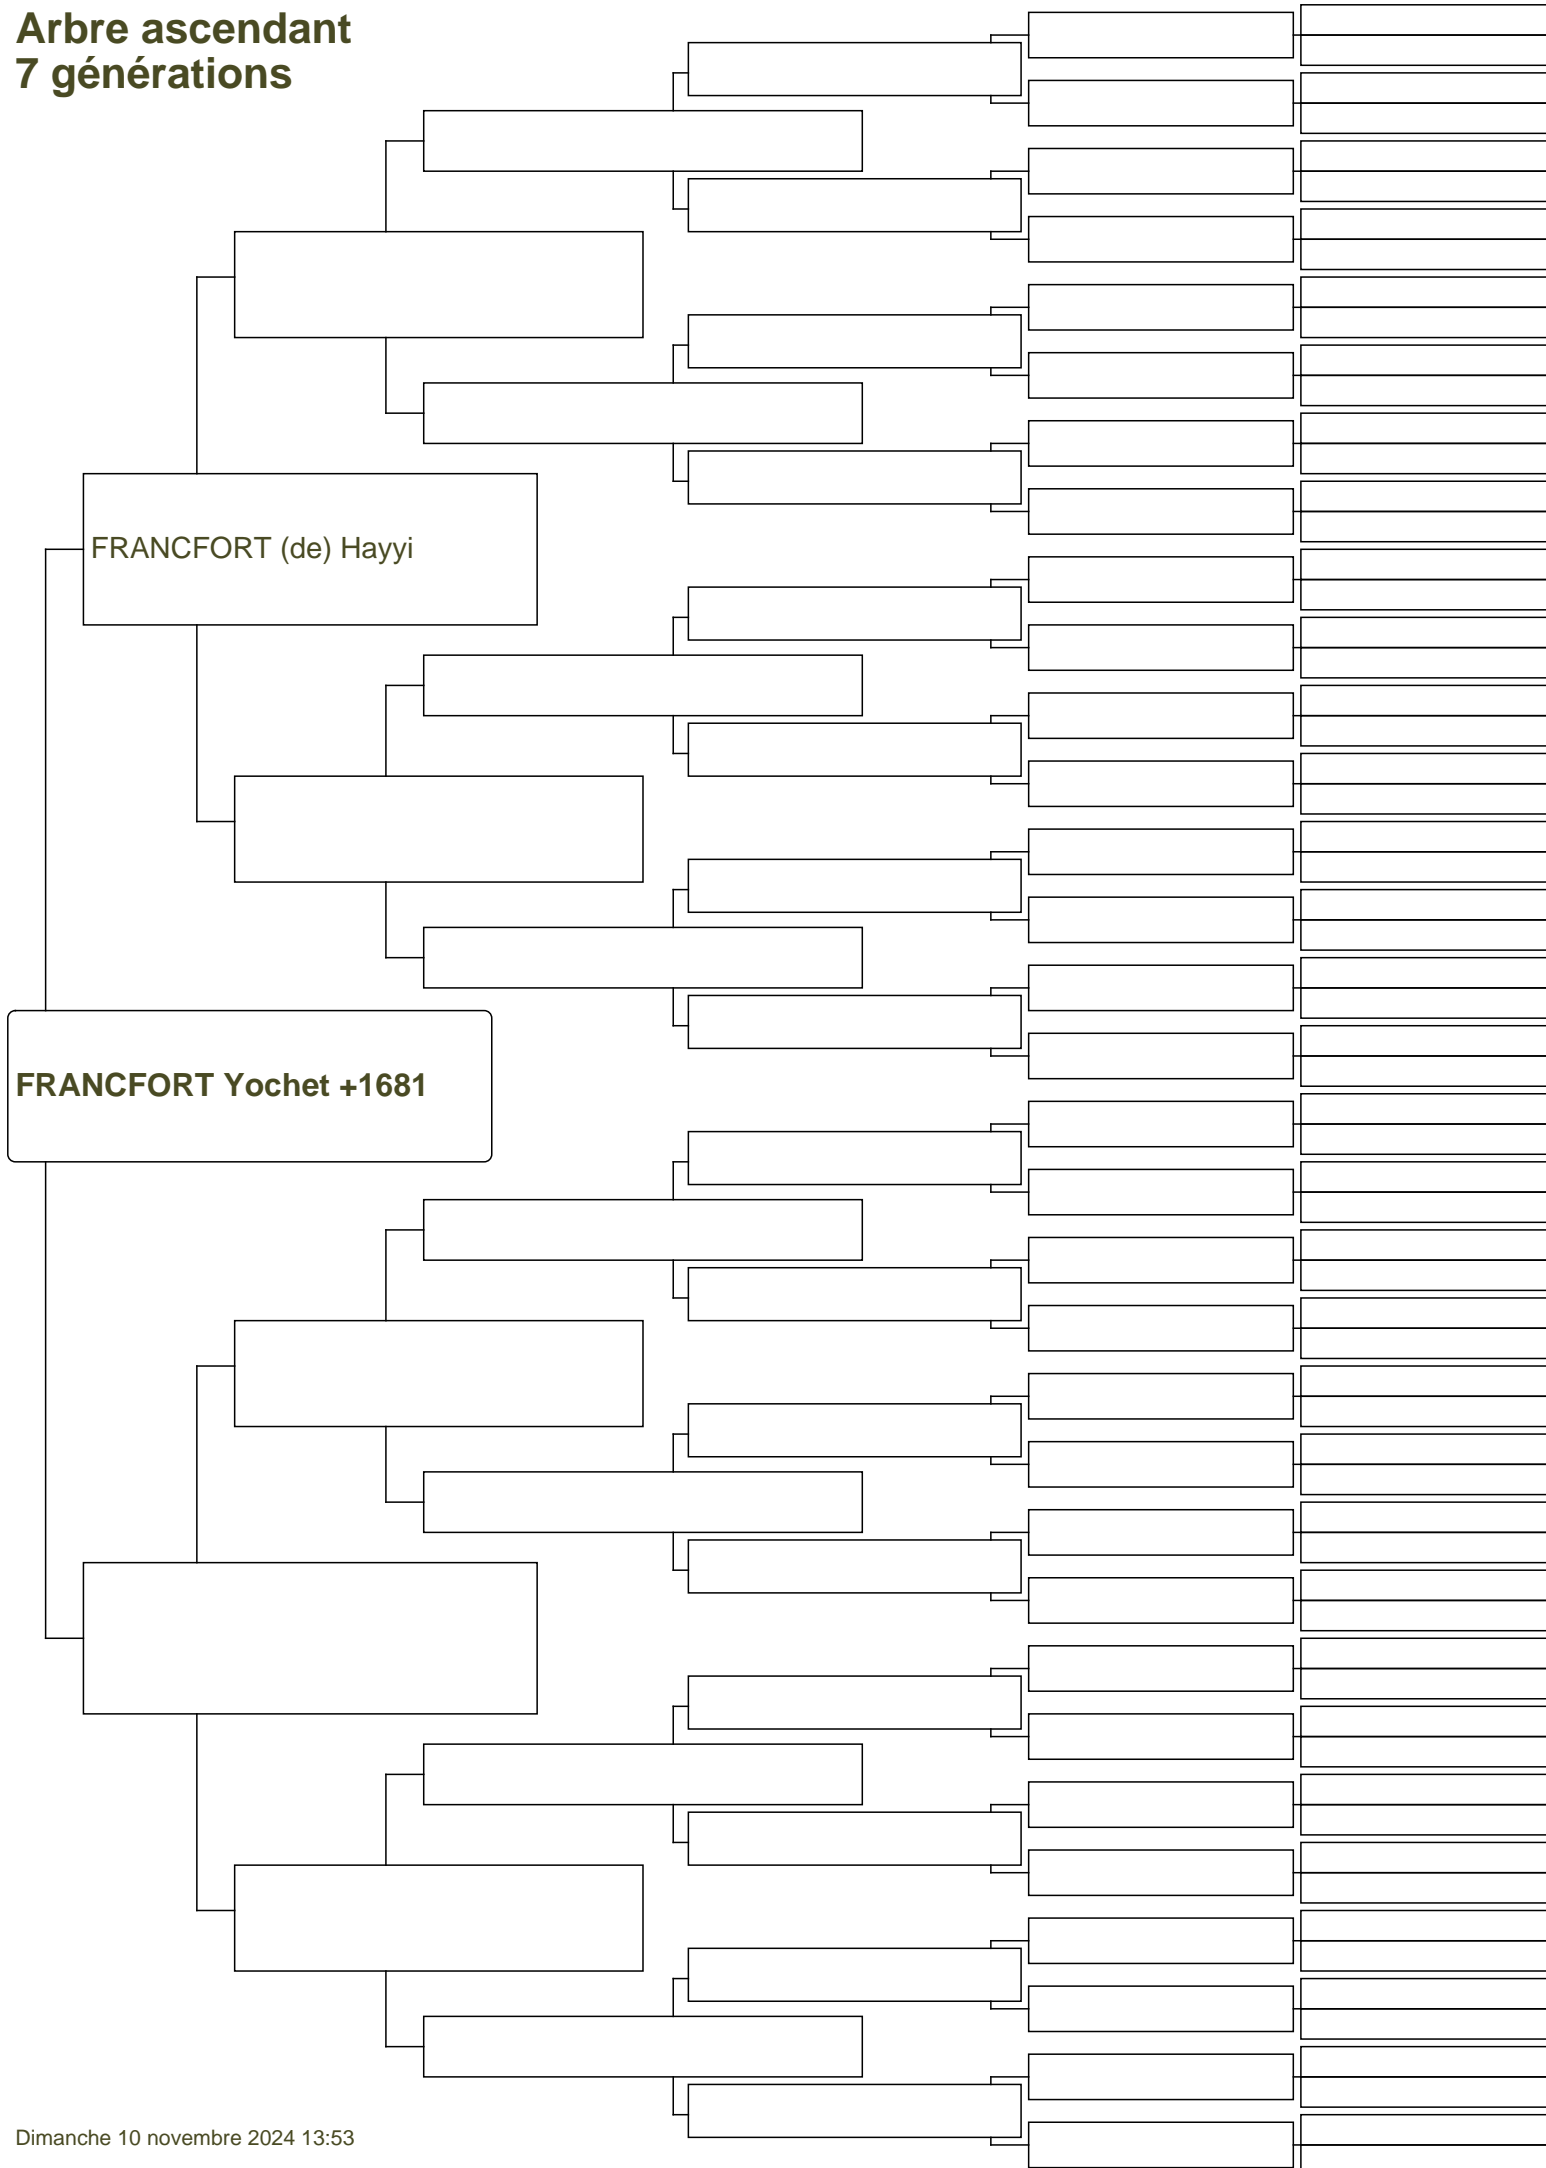 Arbre ascendant
7 générations
FRANCFORT (de) Hayyi
FRANCFORT Yochet +1681
Dimanche 10 novembre 2024 13:53